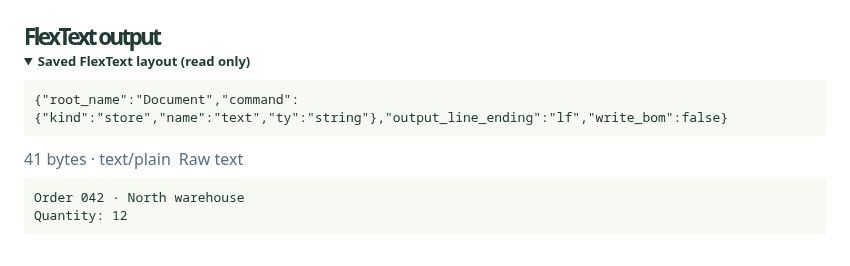 FlexText output
▼ Saved FlexText layout (read only)
{"root_name":"Document","command":
{"kind":"store","name":"text","ty":"string"},"output_line_ending":"lf","write_bom":false}
41 bytes · text/plain Raw text
Order 042 · North warehouse
Quantity: 12